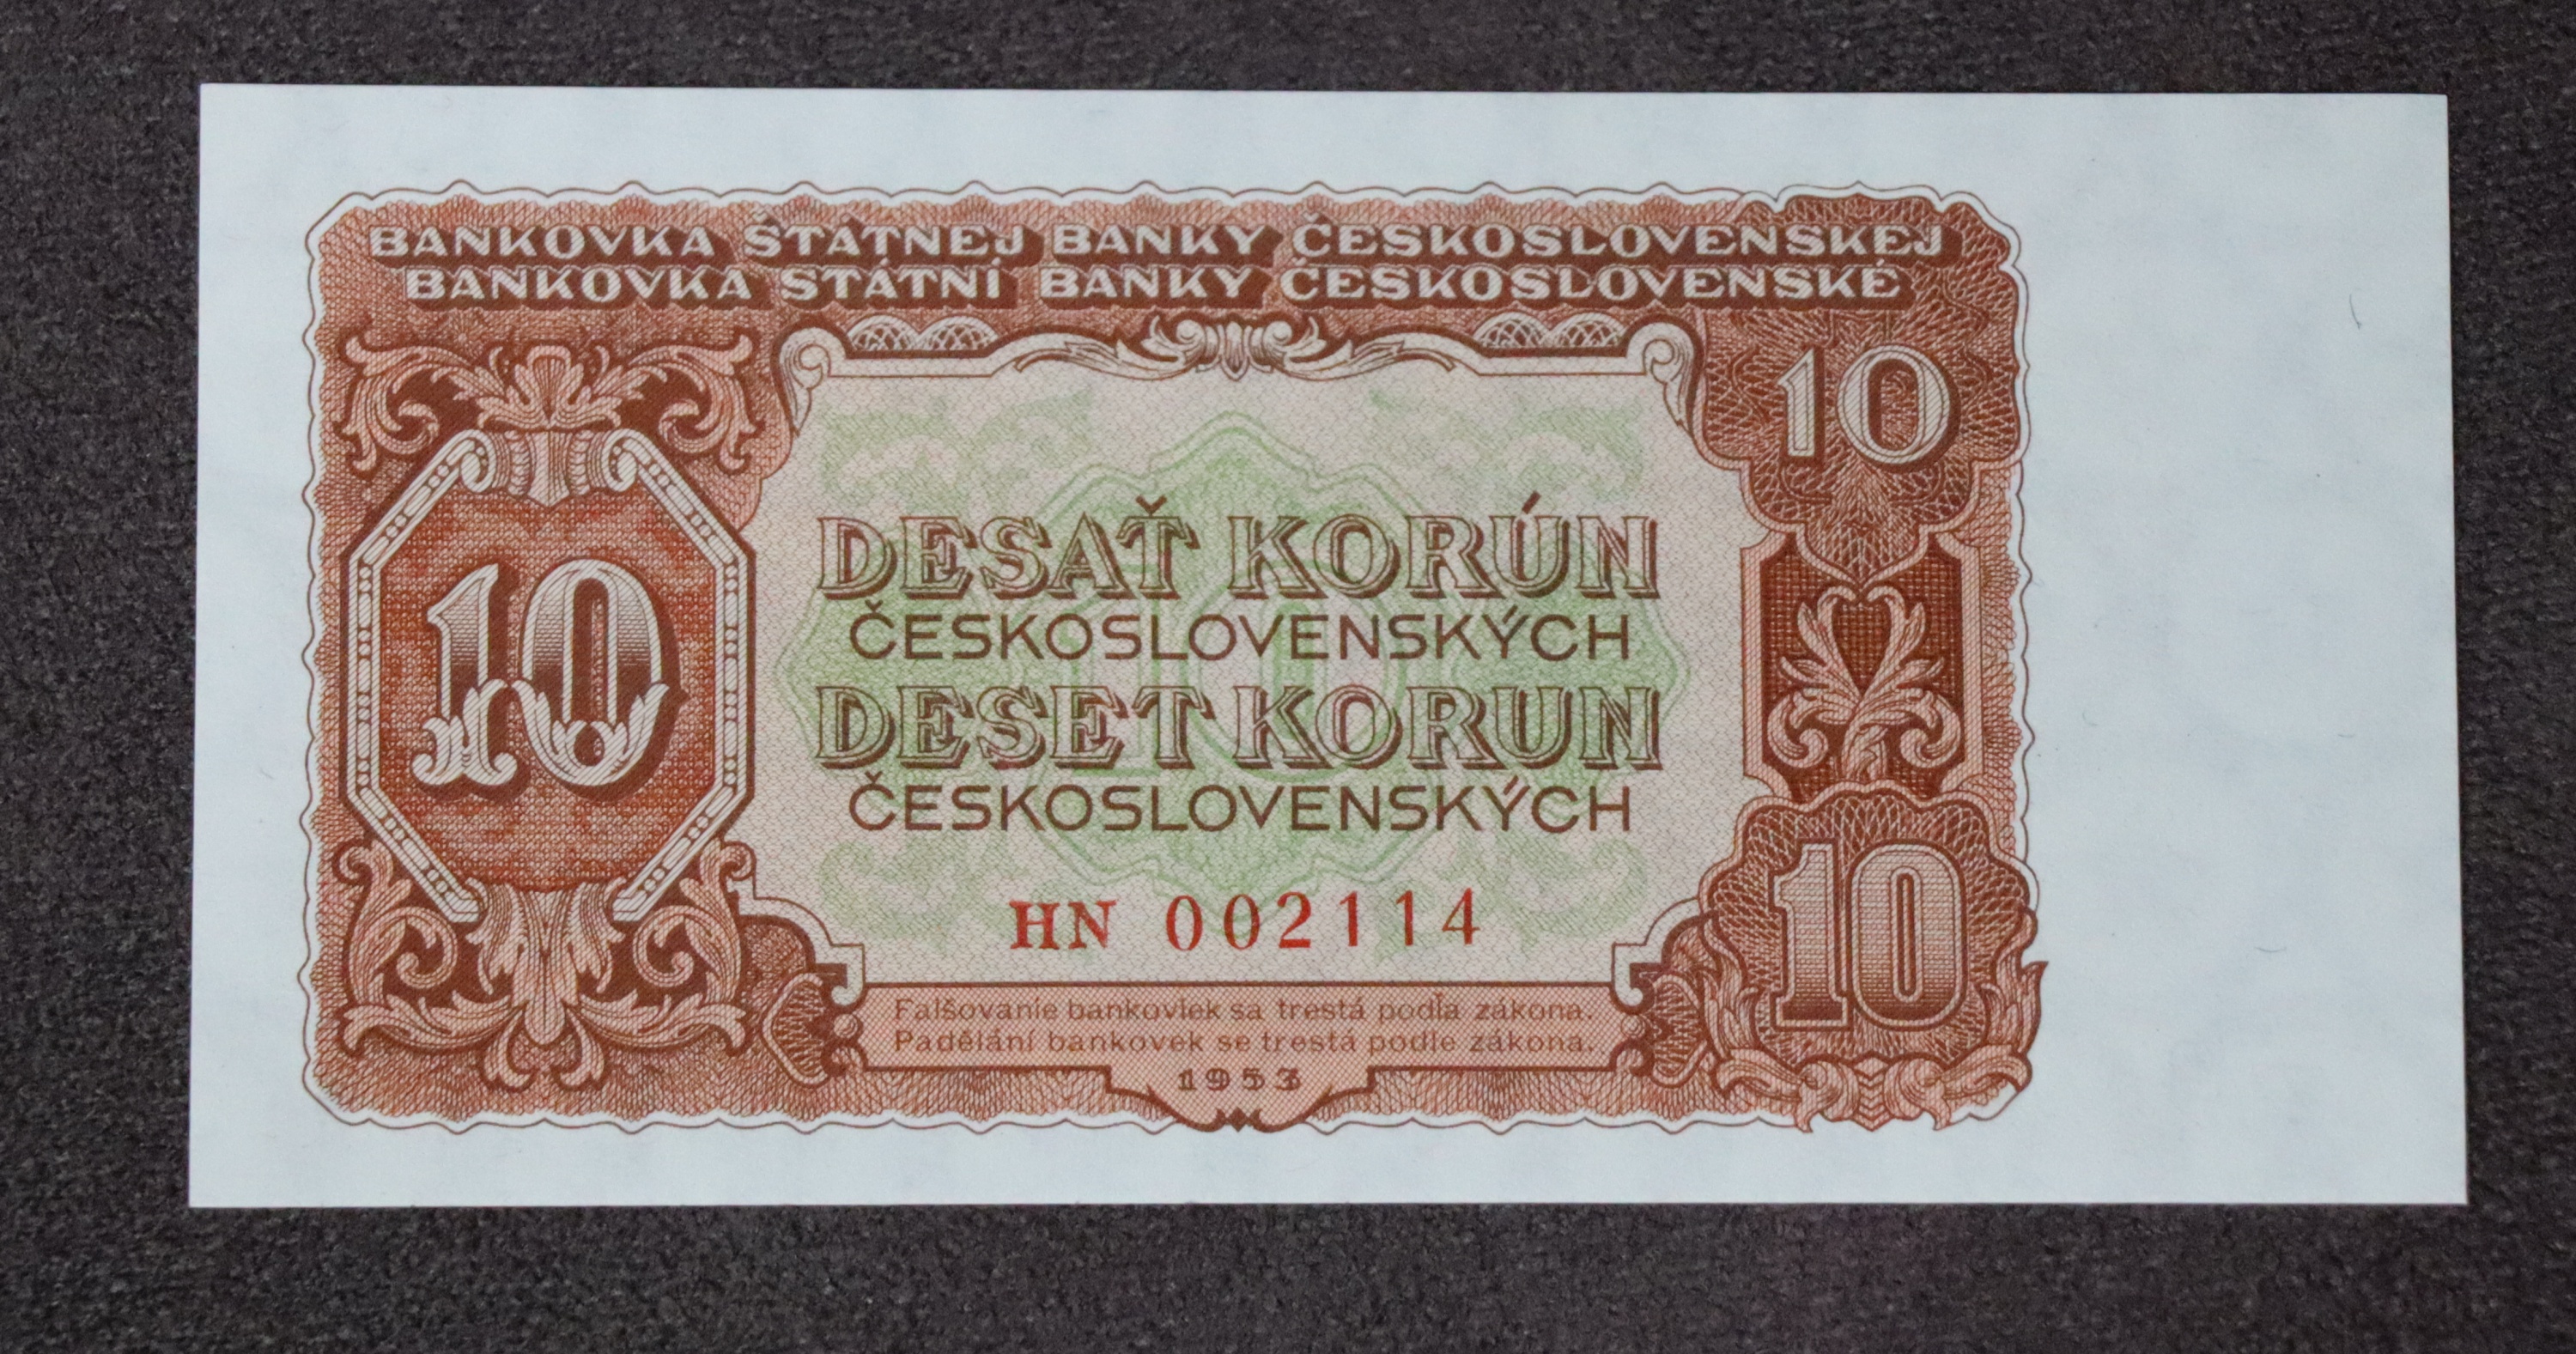 BANKOVKA ŠTÁTNEJ BANKY ČESKOSLOVENSKEJ
BANKOVKA STÁTNÍ BANKY ČESKOSLOVENSKÉ
10
10
DESAŤ KORÚN
ČESKOSLOVENSKÝCH
DESET KORUN
ČESKOSLOVENSKÝCH
10
HN 002114
Falšovanie bankoviek sa trestá podľa zákona.
Padělání bankovek se trestá podle zákona.
1953